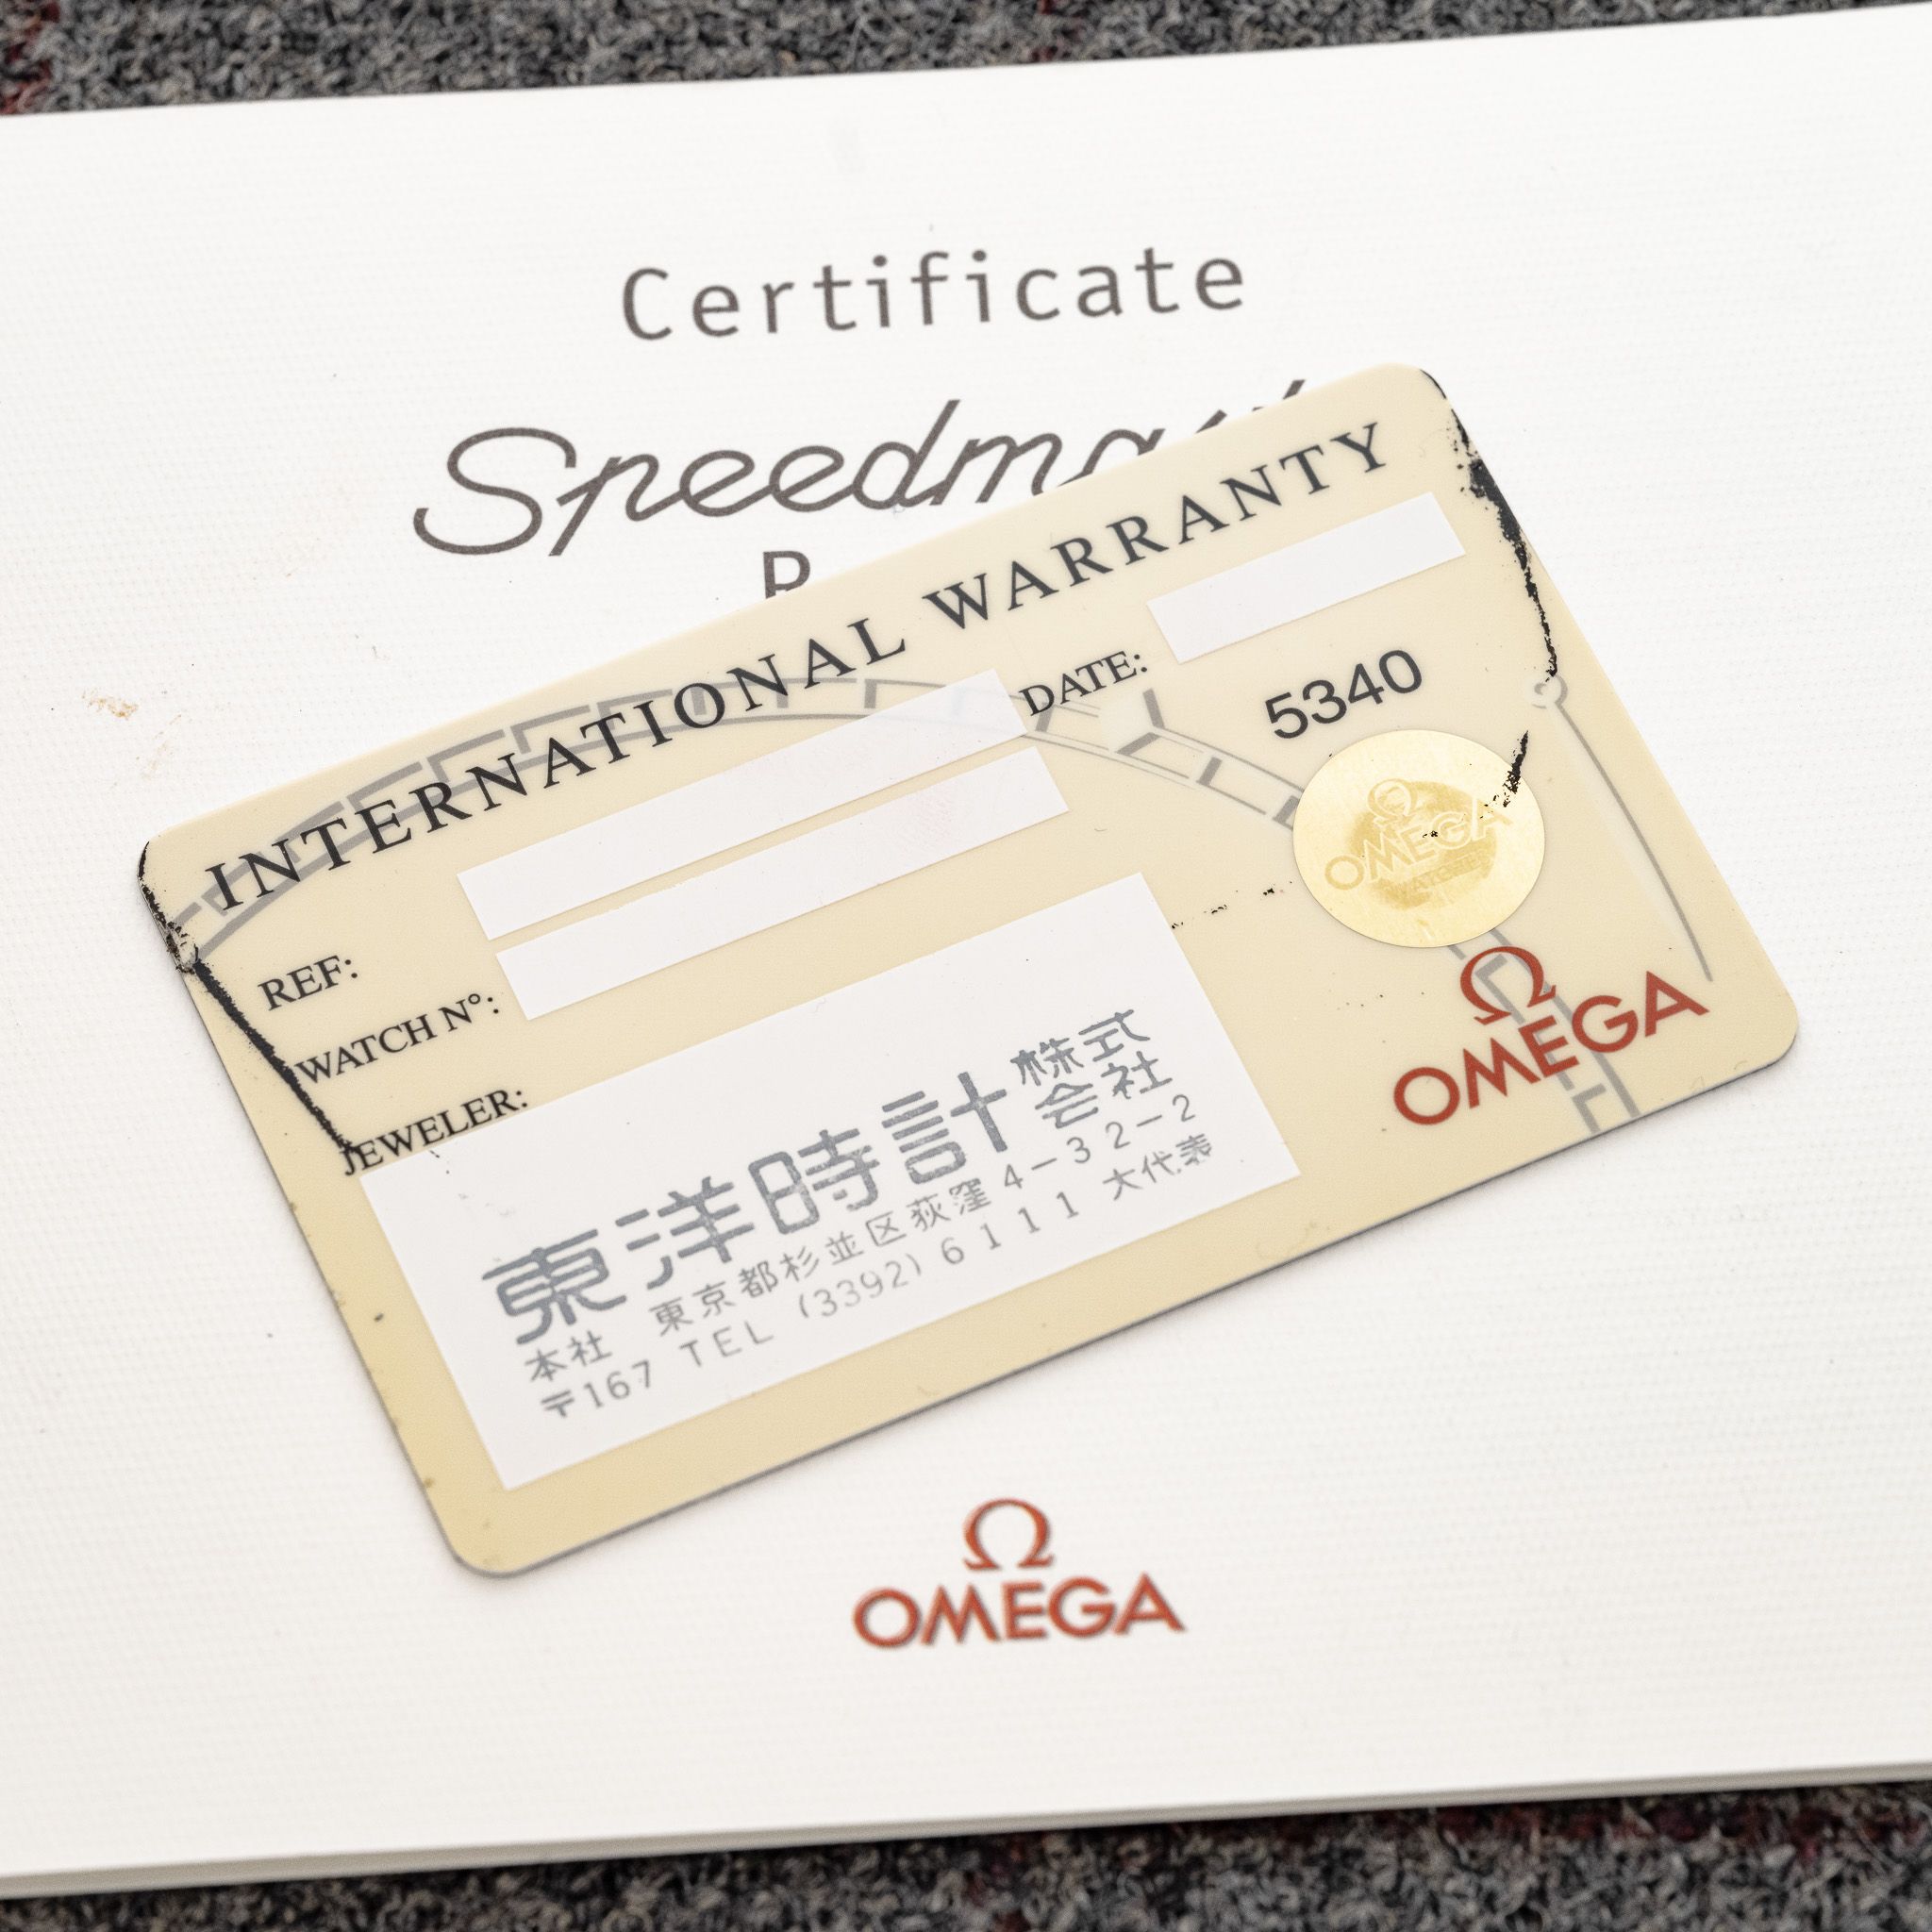 Certificate
INTERNATIONAL WARRANTY
DATE:
5340
Ω
OMEGA
REF:
WATCH N°:
JEWELER:
Ω
OMEGA
東洋時計株式会社
本社 東京都杉並区荻窪4-32-2
〒167 TEL (3392) 6111 大代表
Ω
OMEGA